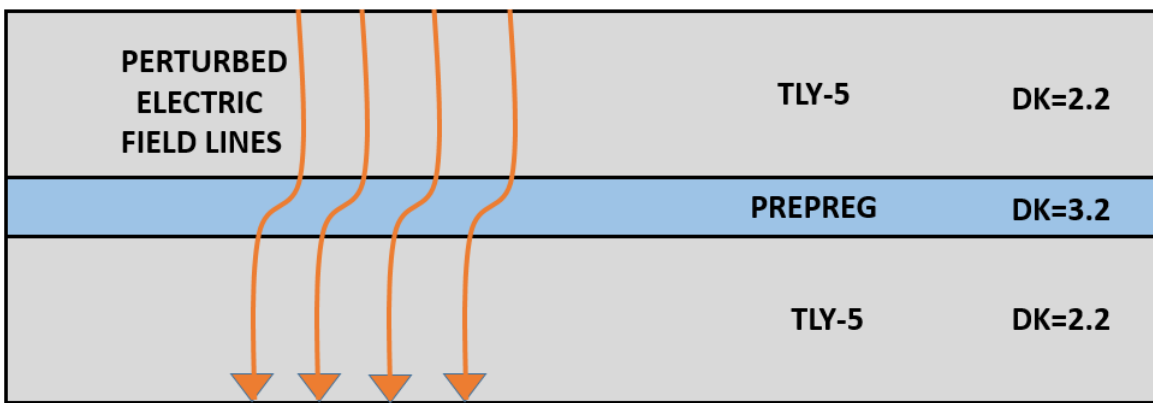 PERTURBED
ELECTRIC
FIELD LINES
TLY-5 DK=2.2
PREPREG DK=3.2
TLY-5 DK=2.2